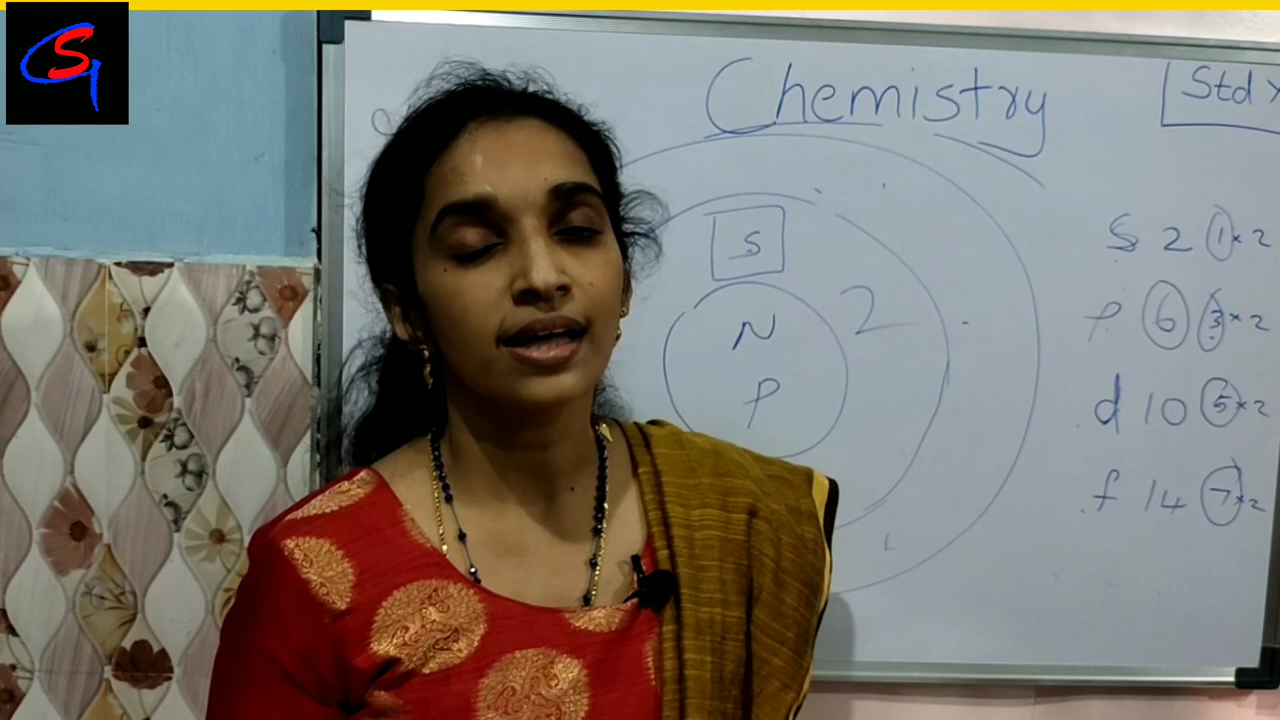 Chemistry
Std X
S 2 1×2
s
p 6 3×2
N
2
P
d 10 5×2
f 14 7×2